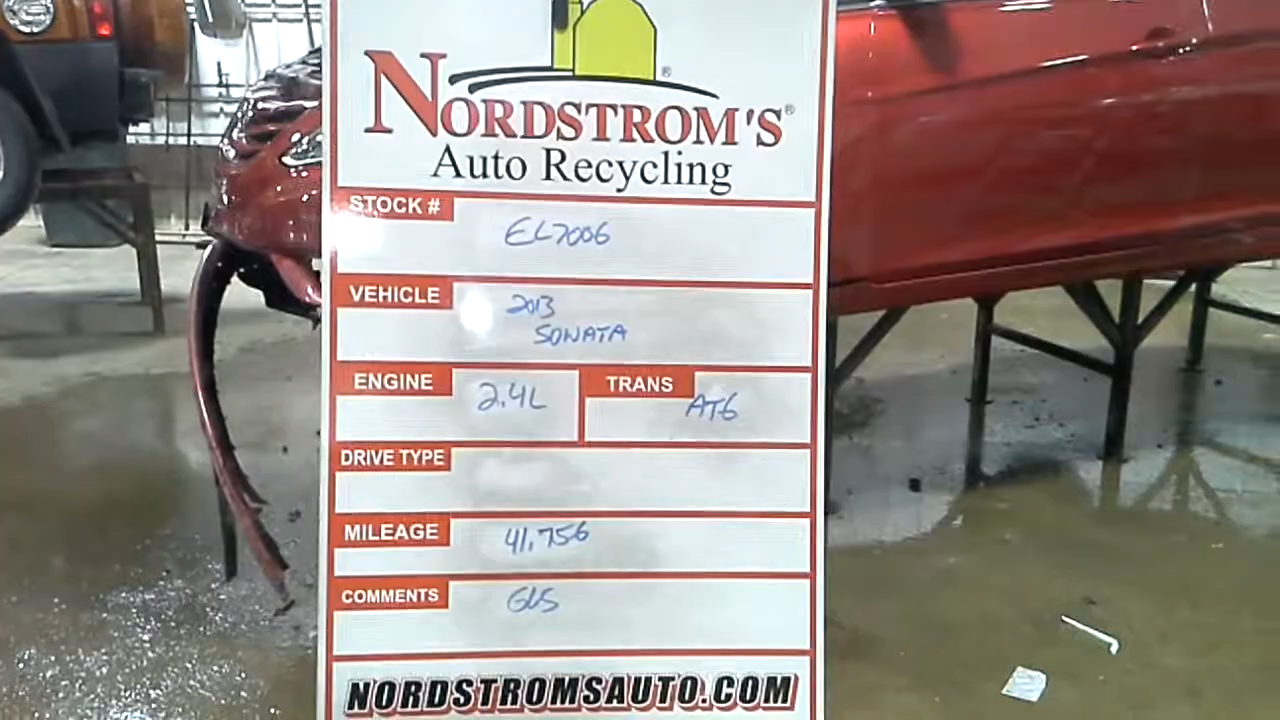 NORDSTROM'S®
Auto Recycling
STOCK #
EL7006
VEHICLE
2013
SONATA
ENGINE
2.4L
TRANS
AT6
DRIVE TYPE
MILEAGE
41,756
COMMENTS
GLS
NORDSTROMSAUTO.COM